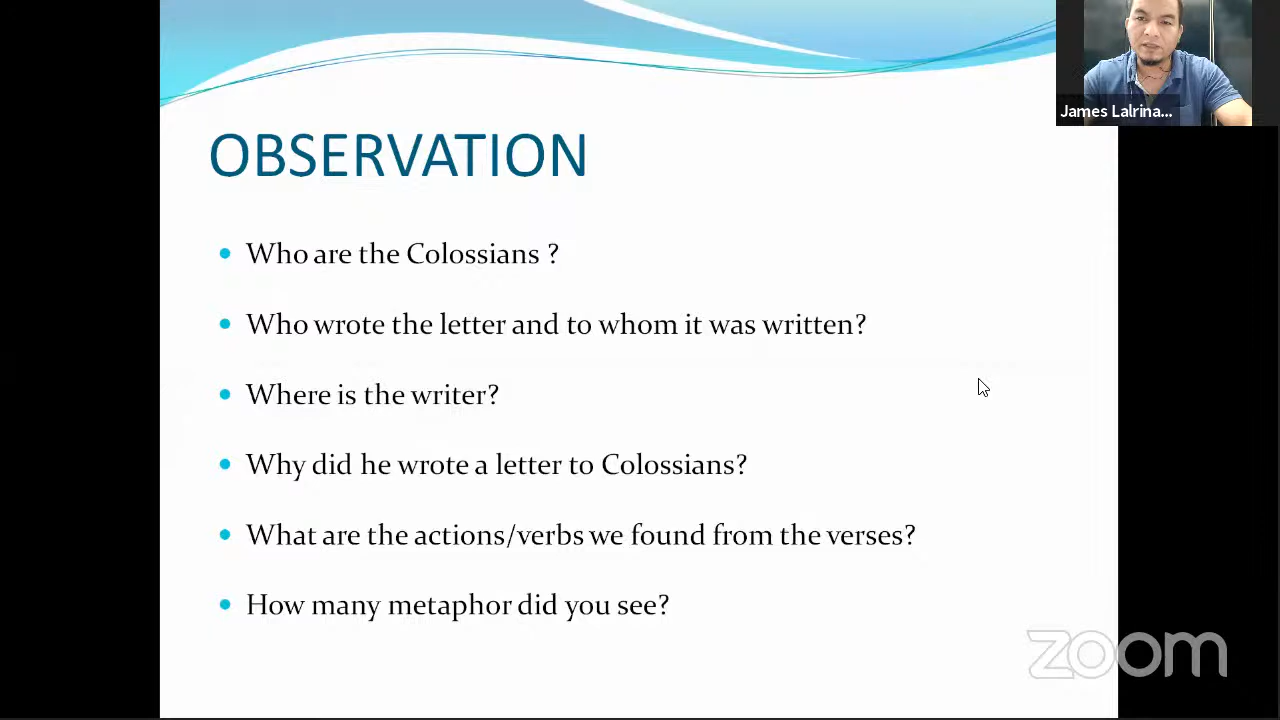 James Lalrina...
OBSERVATION
Who are the Colossians ?
Who wrote the letter and to whom it was written?
Where is the writer?
Why did he wrote a letter to Colossians?
What are the actions/verbs we found from the verses?
How many metaphor did you see?
zoom